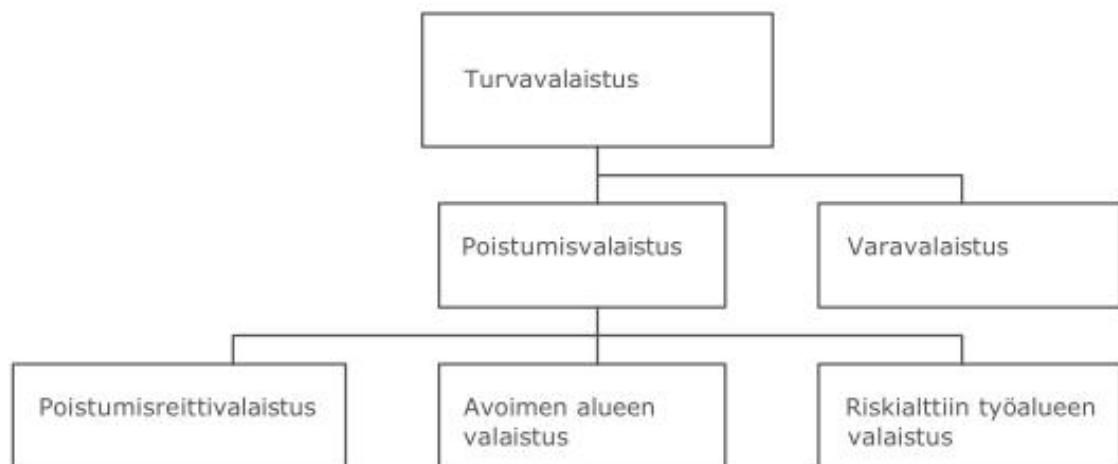 Turvavalaistus
Poistumisvalaistus
Varavalaistus
Poistumisreittivalaistus
Avoimen alueen
valaistus
Riskialttiin työalueen
valaistus